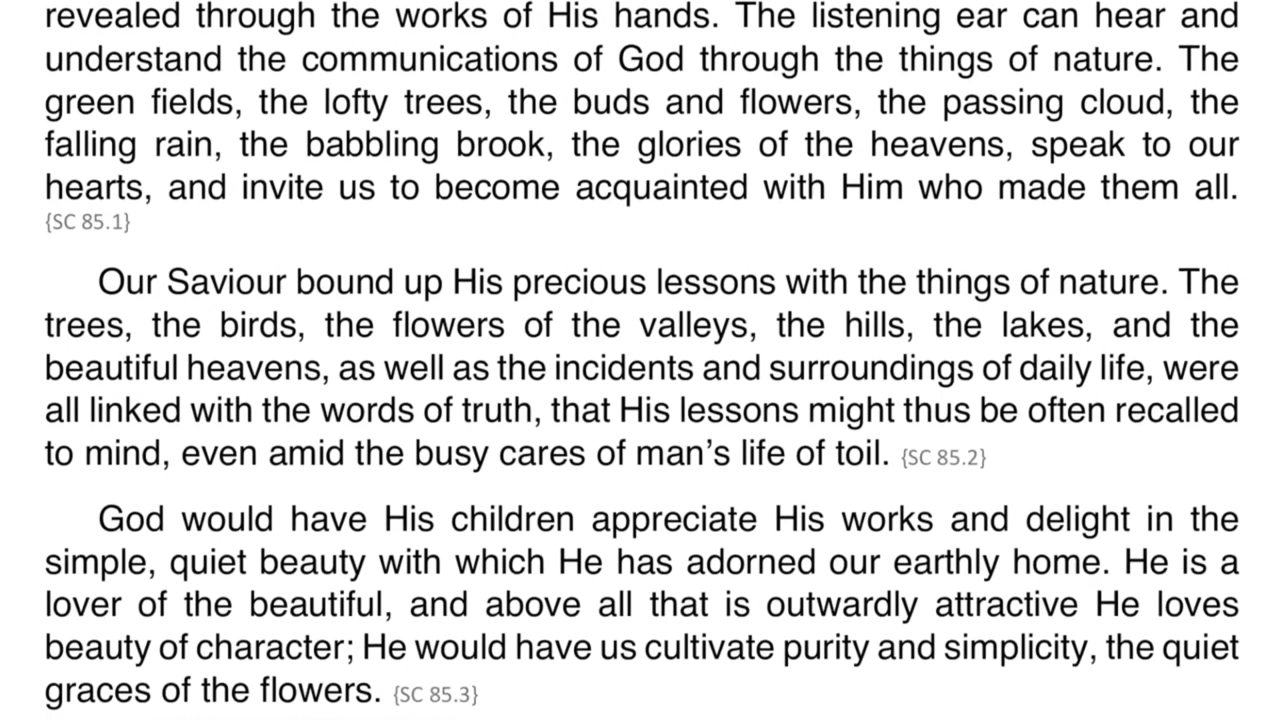 revealed through the works of His hands. The listening ear can hear and
understand the communications of God through the things of nature. The
green fields, the lofty trees, the buds and flowers, the passing cloud, the
falling rain, the babbling brook, the glories of the heavens, speak to our
hearts, and invite us to become acquainted with Him who made them all.
{SC 85.1}
Our Saviour bound up His precious lessons with the things of nature. The
trees, the birds, the flowers of the valleys, the hills, the lakes, and the
beautiful heavens, as well as the incidents and surroundings of daily life, were
all linked with the words of truth, that His lessons might thus be often recalled
to mind, even amid the busy cares of man’s life of toil. {SC 85.2}
God would have His children appreciate His works and delight in the
simple, quiet beauty with which He has adorned our earthly home. He is a
lover of the beautiful, and above all that is outwardly attractive He loves
beauty of character; He would have us cultivate purity and simplicity, the quiet
graces of the flowers. {SC 85.3}